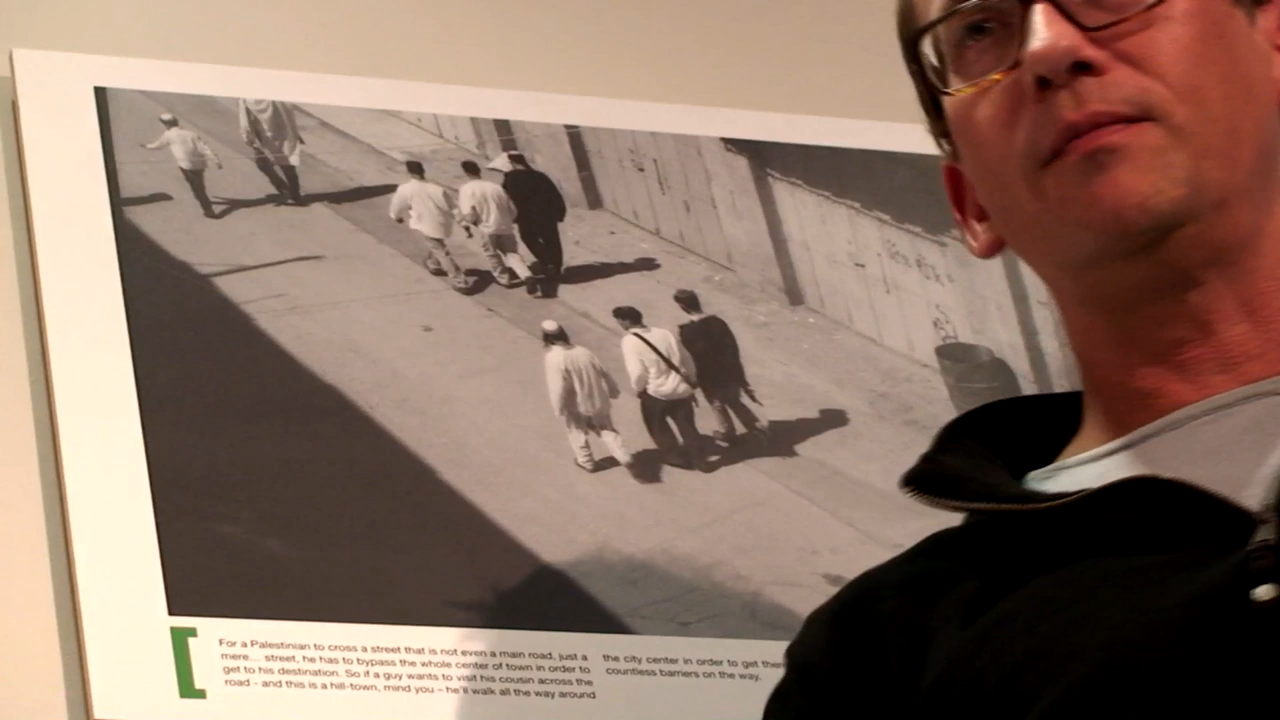 For a Palestinian to cross a street that is not even a main road, just a
mere... street, he has to bypass the whole center of town in order to
get to his destination. So if a guy wants to visit his cousin across the
road - and this is a hill-town, mind you – he'll walk all the way around
the city center in order to get
countless barriers on the way.